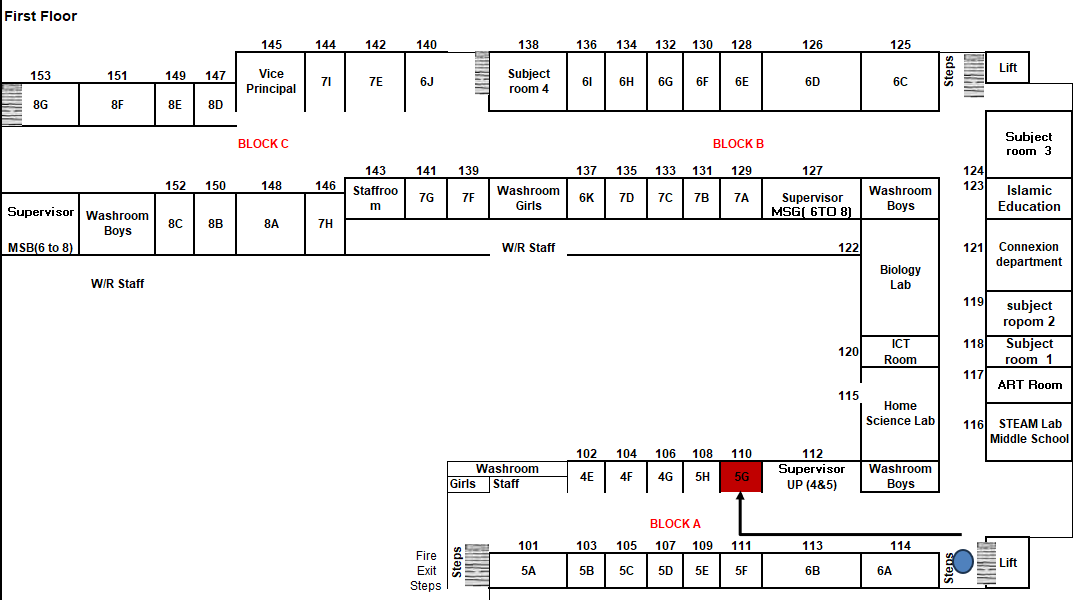 First Floor
145 144 142 140 138 136 134 132 130 128 126 125
153 151 149 147
Vice
Principal
7I 7E 6J
Subject
room 4
6I 6H 6G 6F 6E 6D 6C
Steps
Lift
8G 8F 8E 8D
BLOCK C
BLOCK B
Subject
room 3
143 141 139 137 135 133 131 129 127
124
152 150 148 146
123
Supervisor
MSB(6 to 8)
Washroom
Boys
8C 8B 8A 7H
Staffroo
m
7G 7F
Washroom
Girls
6K 7D 7C 7B 7A
Supervisor
MSG( 6TO 8)
Washroom
Boys
Islamic
Education
W/R Staff
122
121
Connexion
department
Biology
Lab
W/R Staff
119
subject
ropom 2
120
ICT
Room
118
Subject
room 1
117
ART Room
115
Home
Science Lab
116
STEAM Lab
Middle School
102 104 106 108 110 112
Washroom
Girls Staff
4E 4F 4G 5H 5G
Supervisor
UP (4&5)
Washroom
Boys
BLOCK A
101 103 105 107 109 111 113 114
Fire
Exit
Steps
Steps
5A 5B 5C 5D 5E 5F 6B 6A
Steps
Lift